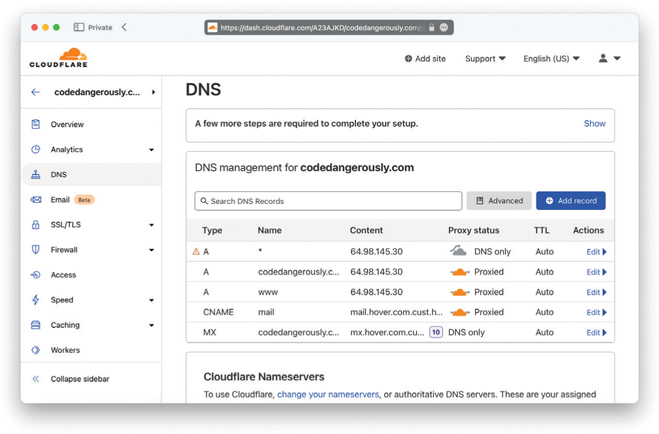 Private
https://dash.cloudflare.com/A23AJKD/codedangerously.com/
CLOUDFLARE
Add site
Support
English (US)
codedangerously.c...
Overview
Analytics
DNS
Email Beta
SSL/TLS
Firewall
Access
Speed
Caching
Workers
Collapse sidebar
DNS
A few more steps are required to complete your setup.
Show
DNS management for codedangerously.com
Search DNS Records
Advanced
Add record
Type Name Content Proxy status TTL Actions
A * 64.98.145.30 DNS only Auto Edit
A codedangerously.c... 64.98.145.30 Proxied Auto Edit
A www 64.98.145.30 Proxied Auto Edit
CNAME mail mail.hover.com.cust.h... Proxied Auto Edit
MX codedangerously.c... mx.hover.com.cu... 10 DNS only Auto Edit
Cloudflare Nameservers
To use Cloudflare, change your nameservers, or authoritative DNS servers. These are your assigned